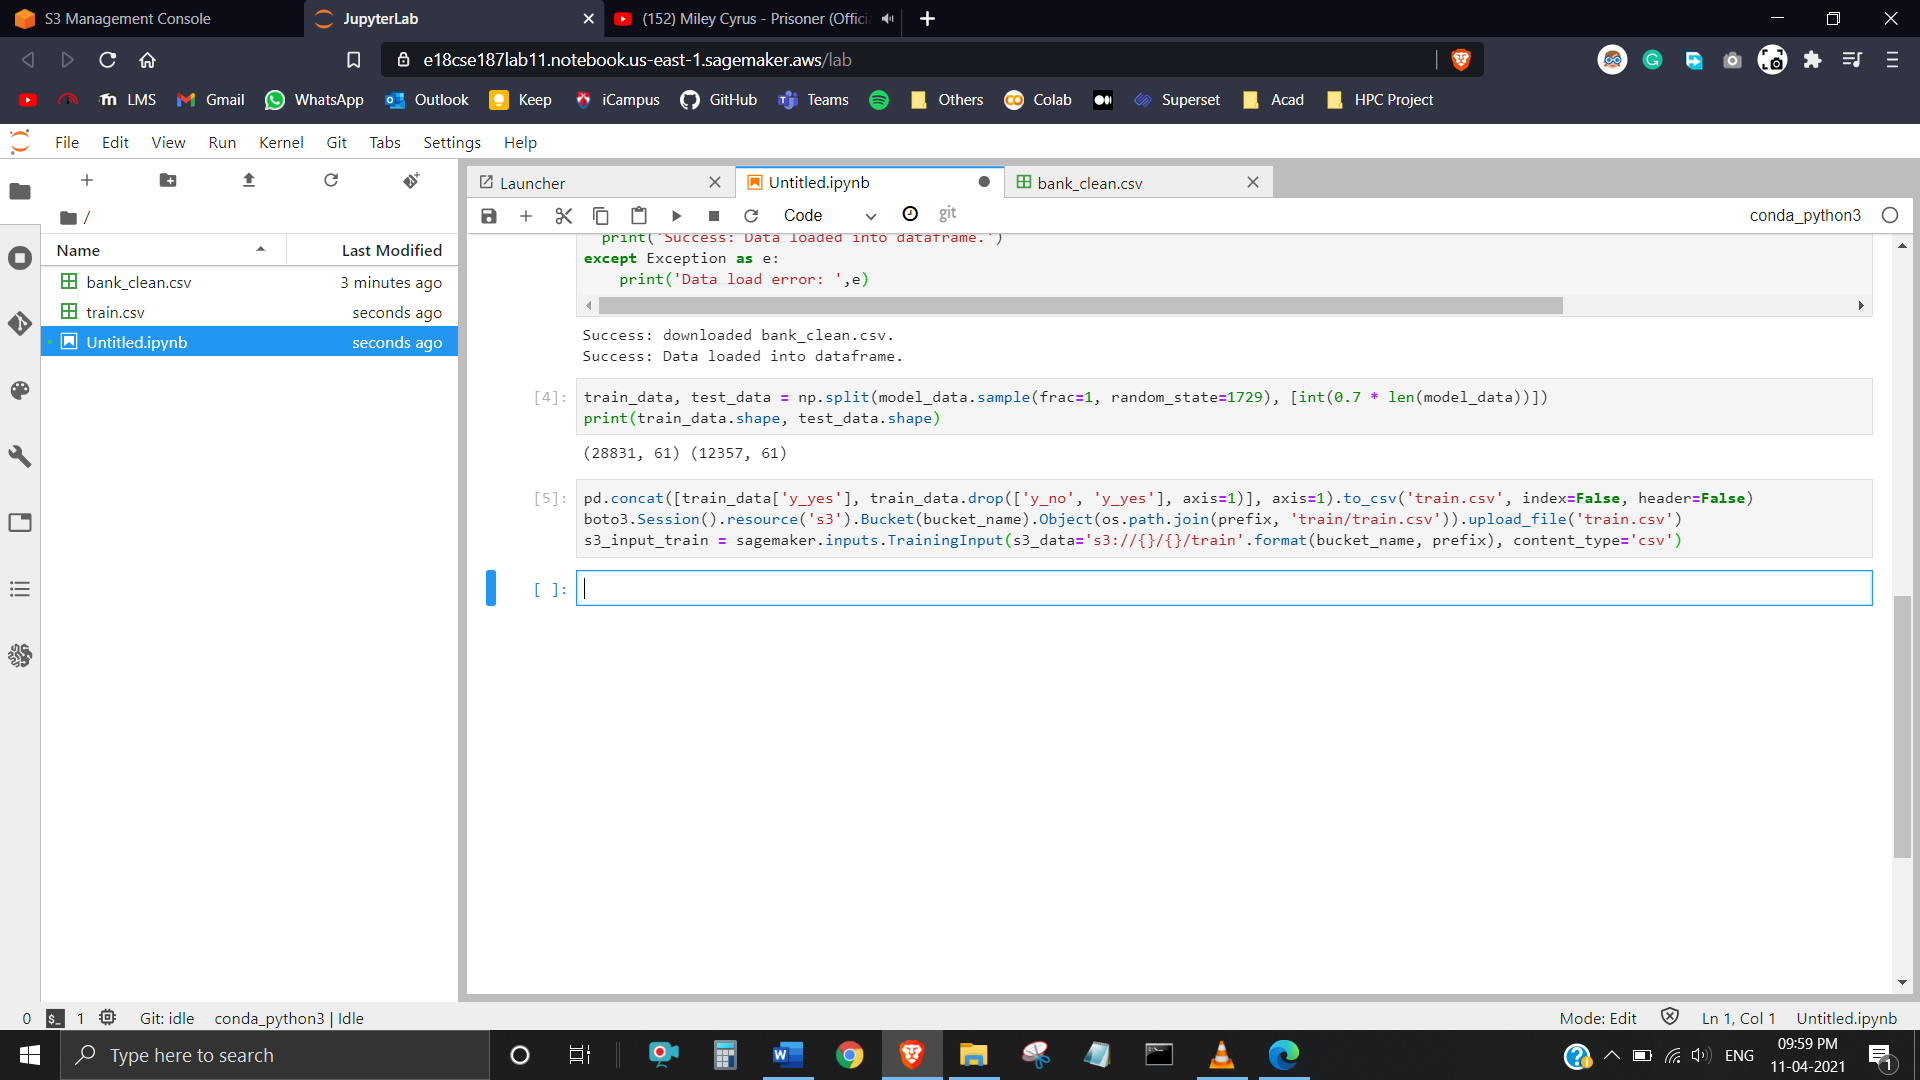 S3 Management Console
JupyterLab
(152) Miley Cyrus - Prisoner (Offici
e18cse187lab11.notebook.us-east-1.sagemaker.aws/lab
LMS
Gmail
WhatsApp
Outlook
Keep
iCampus
GitHub
Teams
Others
Colab
Superset
Acad
HPC Project
File
Edit
View
Run
Kernel
Git
Tabs
Settings
Help
Launcher
Untitled.ipynb
bank_clean.csv
Code
git
conda_python3
/
Name
Last Modified
bank_clean.csv
3 minutes ago
train.csv
seconds ago
Untitled.ipynb
seconds ago
print('Success: Data loaded into dataframe.')
except Exception as e:
print('Data load error: ',e)
Success: downloaded bank_clean.csv.
Success: Data loaded into dataframe.
[4]:
train_data, test_data = np.split(model_data.sample(frac=1, random_state=1729), [int(0.7 * len(model_data))])
print(train_data.shape, test_data.shape)
(28831, 61) (12357, 61)
[5]:
pd.concat([train_data['y_yes'], train_data.drop(['y_no', 'y_yes'], axis=1)], axis=1).to_csv('train.csv', index=False, header=False)
boto3.Session().resource('s3').Bucket(bucket_name).Object(os.path.join(prefix, 'train/train.csv')).upload_file('train.csv')
s3_input_train = sagemaker.inputs.TrainingInput(s3_data='s3://{}/{}/train'.format(bucket_name, prefix), content_type='csv')
[ ]:
0
$_
1
Git: idle
conda_python3 | Idle
Mode: Edit
Ln 1, Col 1
Untitled.ipynb
Type here to search
ENG
09:59 PM
11-04-2021
1